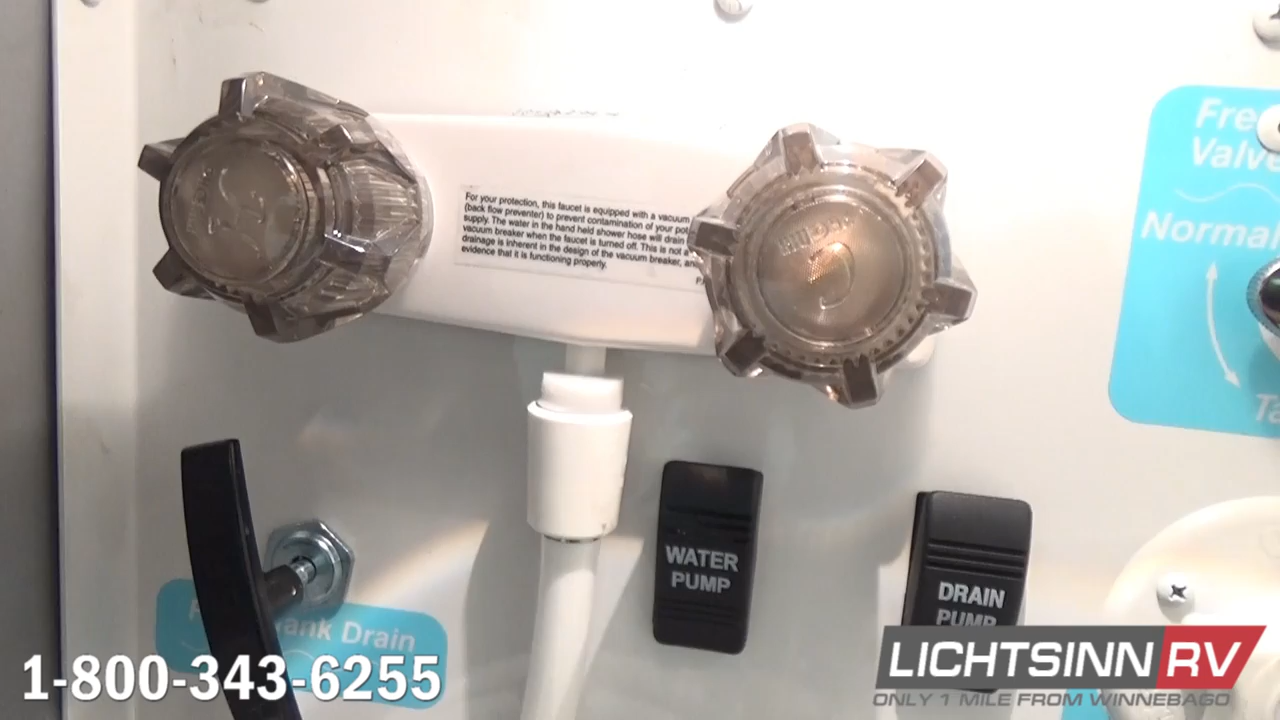 For your protection, this faucet is equipped with a vacuum
(back flow preventer) to prevent contamination of your
supply. The water in the hand held shower hose will drain
vacuum breaker when the faucet is turned off. This is not a
drainage is inherent in the design of the vacuum breaker, an
evidence that it is functioning properly.
Valve
Normal
WATER
PUMP
DRAIN
PUMP
ank Drain
1-800-343-6255
LICHTSINN RV
ONLY 1 MILE FROM WINNEBAGO